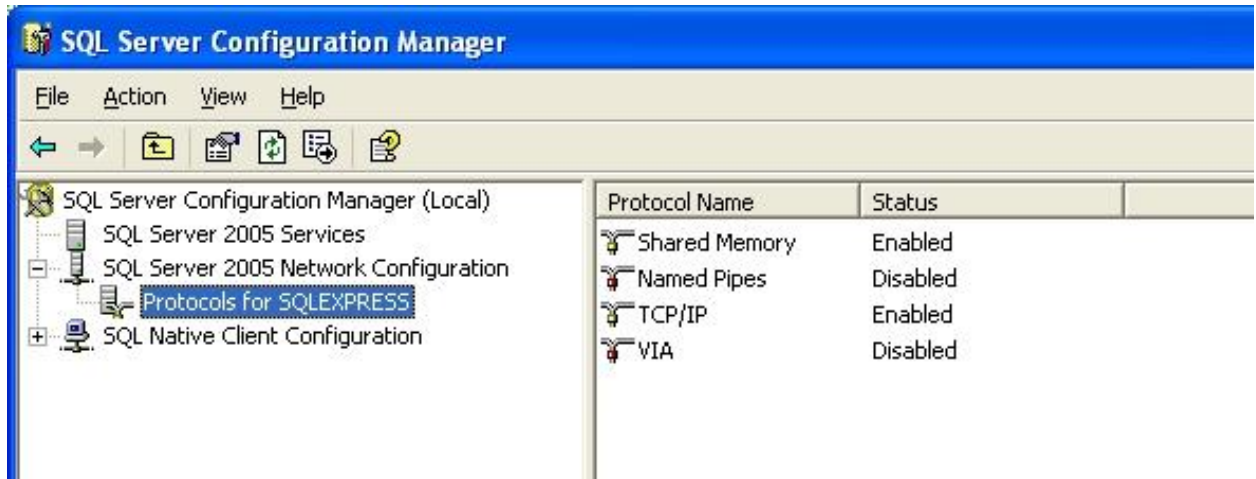 SQL Server Configuration Manager
File Action View Help
SQL Server Configuration Manager (Local)
SQL Server 2005 Services
SQL Server 2005 Network Configuration
Protocols for SQLEXPRESS
SQL Native Client Configuration
Protocol Name Status
Shared Memory Enabled
Named Pipes Disabled
TCP/IP Enabled
VIA Disabled